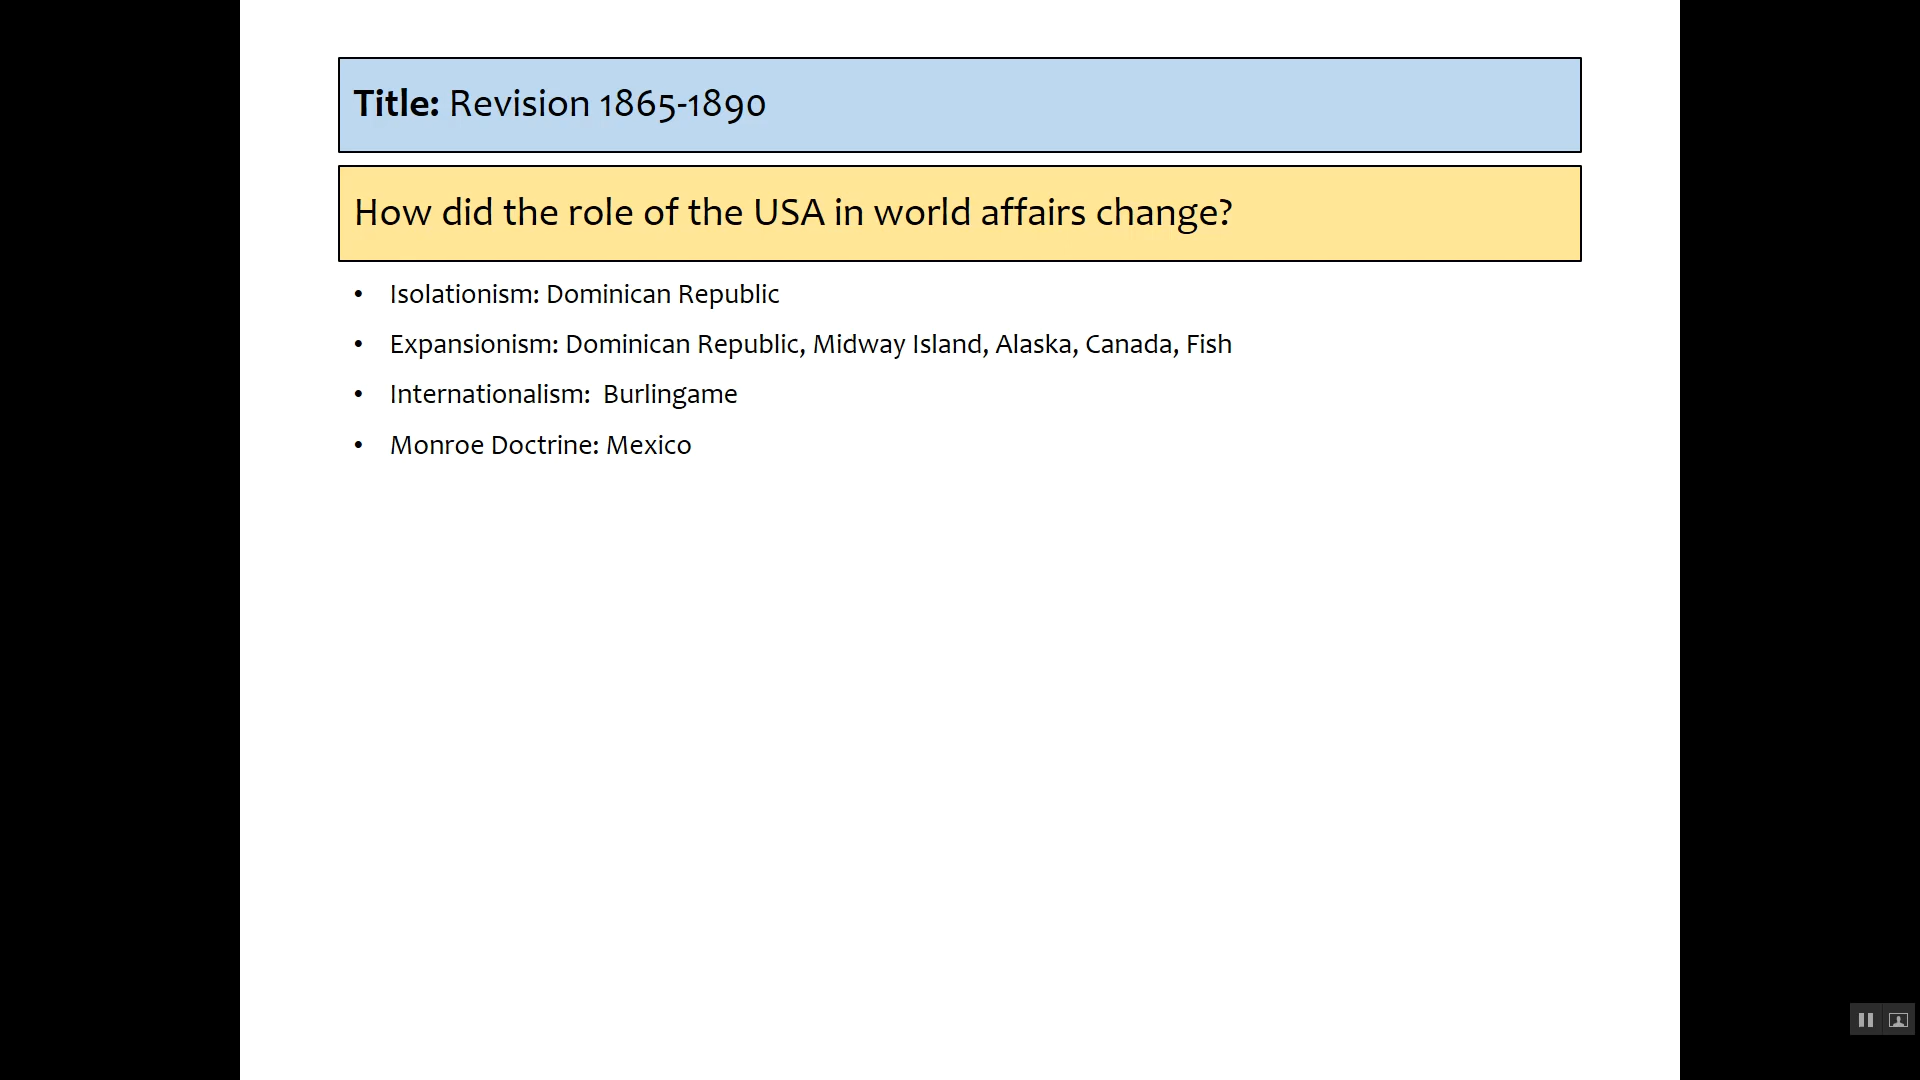 Title: Revision 1865-1890
How did the role of the USA in world affairs change?
• Isolationism: Dominican Republic
• Expansionism: Dominican Republic, Midway Island, Alaska, Canada, Fish
• Internationalism:  Burlingame
• Monroe Doctrine: Mexico